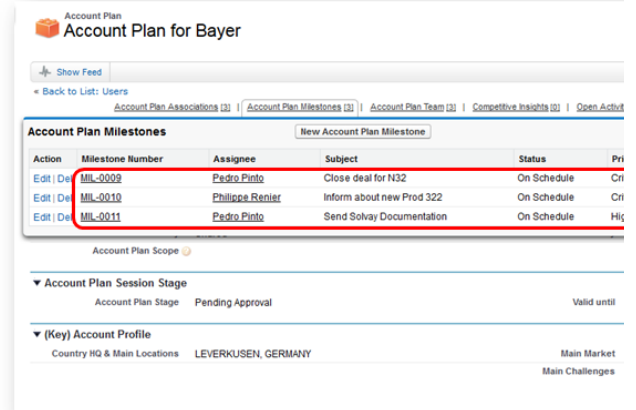 Account Plan
Account Plan for Bayer
Show Feed
« Back to List: Users
Account Plan Associations [3] | Account Plan Milestones [3] | Account Plan Team [3] | Competitive Insights [0] | Open Activit
Account Plan Milestones New Account Plan Milestone
Action Milestone Number Assignee Subject Status Pri
Edit | Del MIL-0009 Pedro Pinto Close deal for N32 On Schedule Cri
Edit | Del MIL-0010 Philippe Renier Inform about new Prod 322 On Schedule Cri
Edit | Del MIL-0011 Pedro Pinto Send Solvay Documentation On Schedule Hig
Account Plan Scope
Account Plan Session Stage
Account Plan Stage Pending Approval Valid until
(Key) Account Profile
Country HQ & Main Locations LEVERKUSEN, GERMANY Main Market
Main Challenges